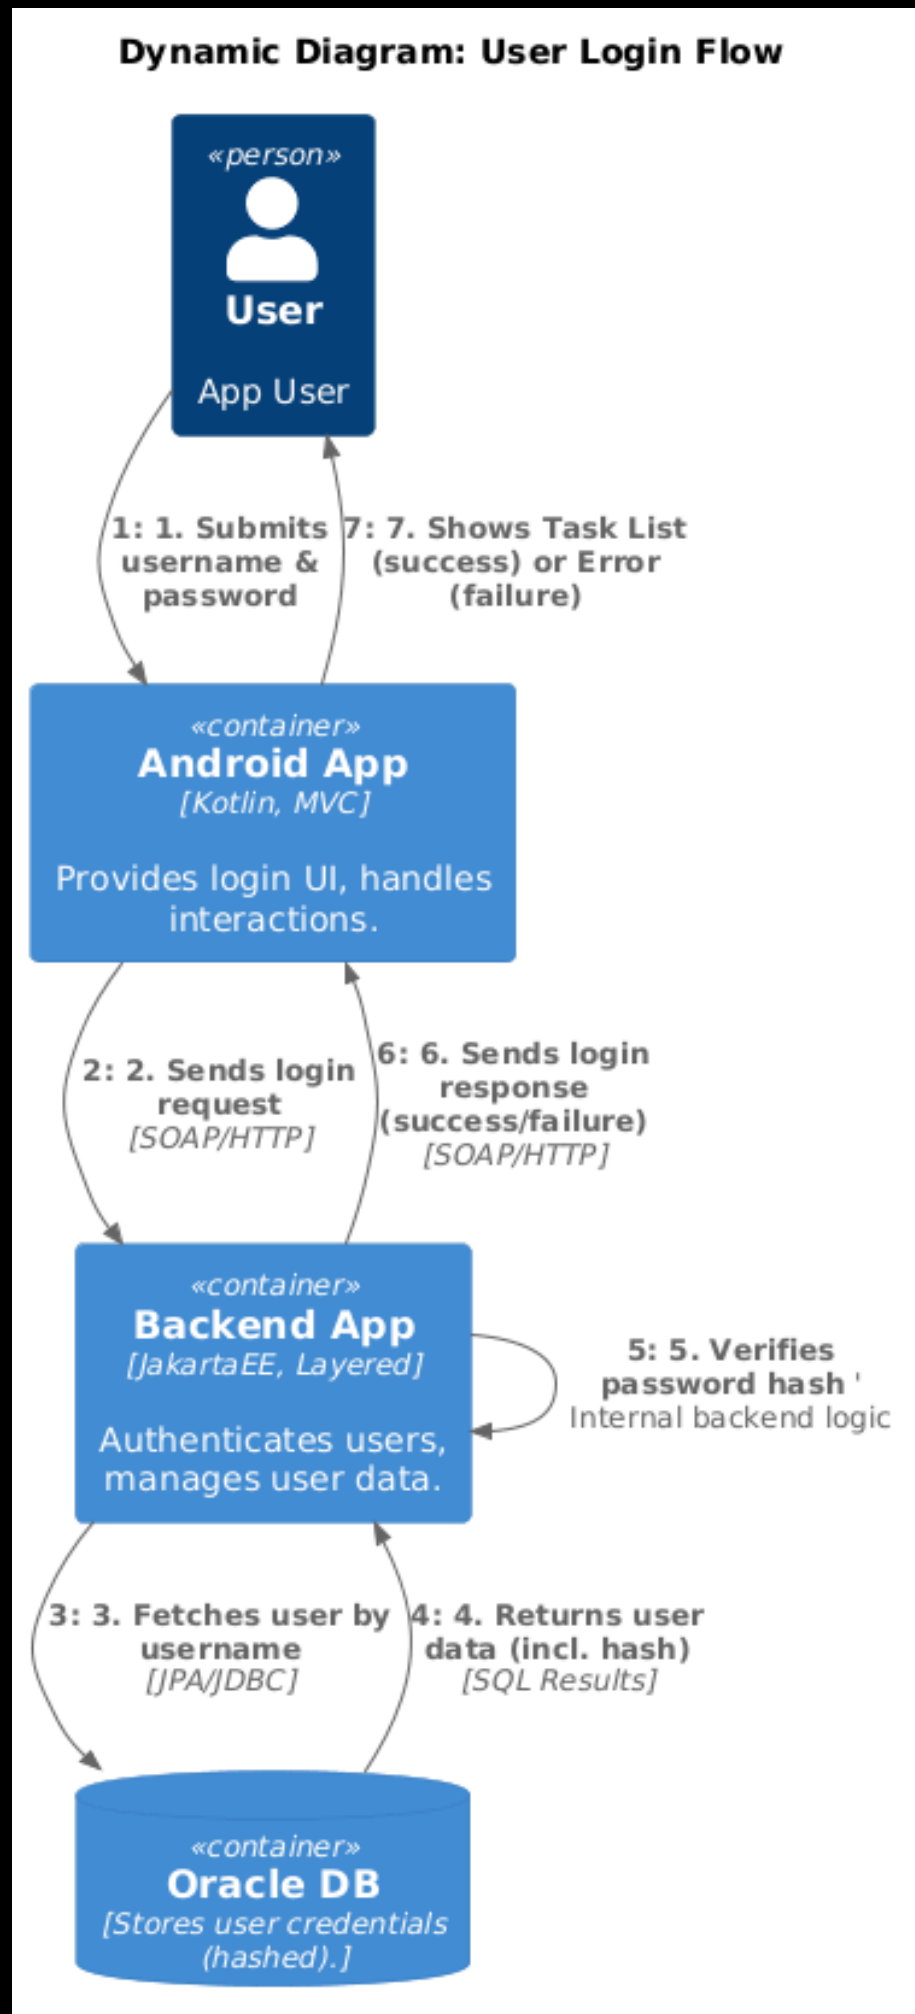 Dynamic Diagram: User Login Flow
«person»
User
App User
1: 1. Submits
username &
password
7: 7. Shows Task List
(success) or Error
(failure)
«container»
Android App
[Kotlin, MVC]
Provides login UI, handles
interactions.
2: 2. Sends login
request
[SOAP/HTTP]
6: 6. Sends login
response
(success/failure)
[SOAP/HTTP]
«container»
Backend App
[JakartaEE, Layered]
Authenticates users,
manages user data.
5: 5. Verifies
password hash '
Internal backend logic
3: 3. Fetches user by
username
[JPA/JDBC]
4: 4. Returns user
data (incl. hash)
[SQL Results]
«container»
Oracle DB
[Stores user credentials
(hashed).]